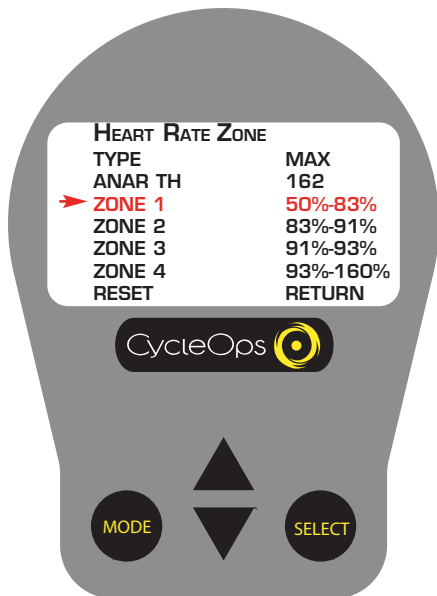 HEART RATE ZONE
TYPE MAX
ANAR TH 162
ZONE 1 50%-83%
ZONE 2 83%-91%
ZONE 3 91%-93%
ZONE 4 93%-160%
RESET RETURN
CycleOps
MODE SELECT